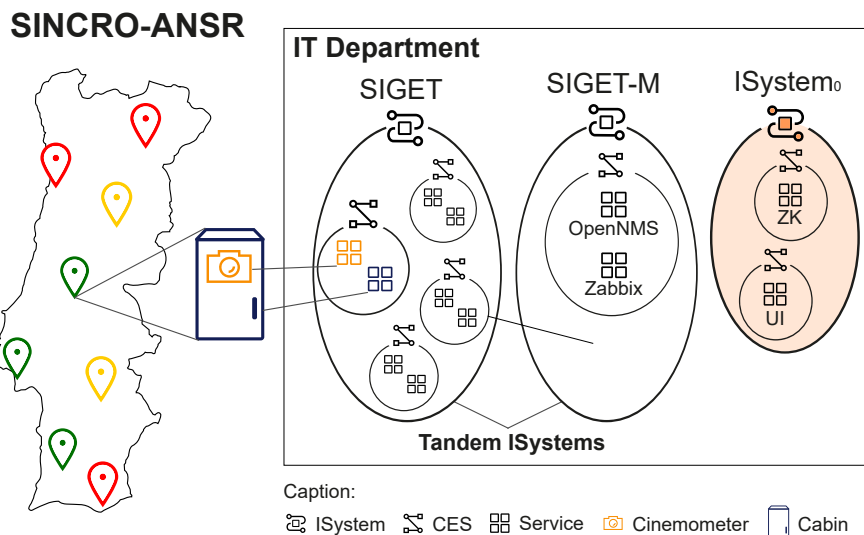 SINCRO-ANSR
IT Department
SIGET
SIGET-M
ISystem₀
OpenNMS
Zabbix
ZK
UI
Tandem ISystems
Caption:
ISystem CES Service Cinemometer Cabin